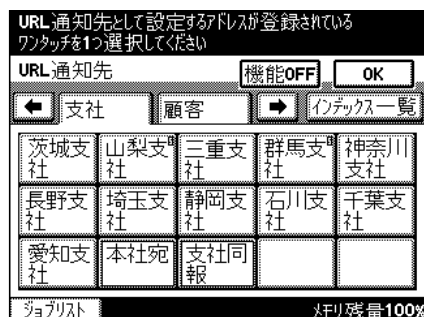 URL通知先として設定するアドレスが登録されている
ワンタッチを1つ選択してください
URL通知先 機能OFF OK
支社 顧客 インデックス一覧
茨城支社 山梨支社 三重支社 群馬支社 神奈川支社
長野支社 埼玉支社 静岡支社 石川支社 千葉支社
愛知支社 本社宛 支社同報
ジョブリスト メモリ残量100%